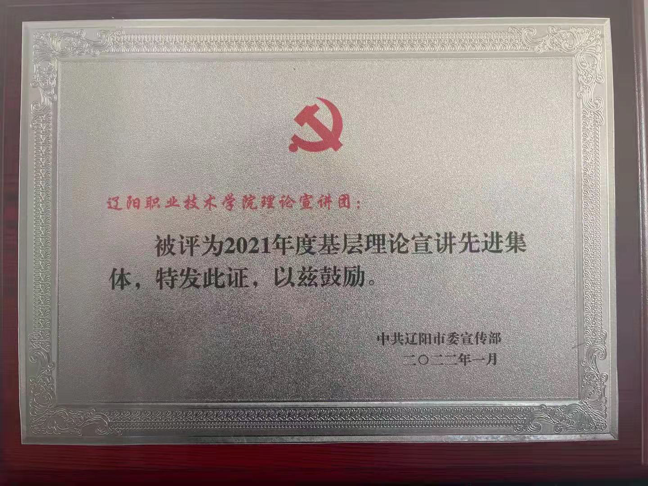 辽阳职业技术学院理论宣讲团：
被评为2021年度基层理论宣讲先进集
体，特发此证，以兹鼓励。
中共辽阳市委宣传部
二〇二二年一月